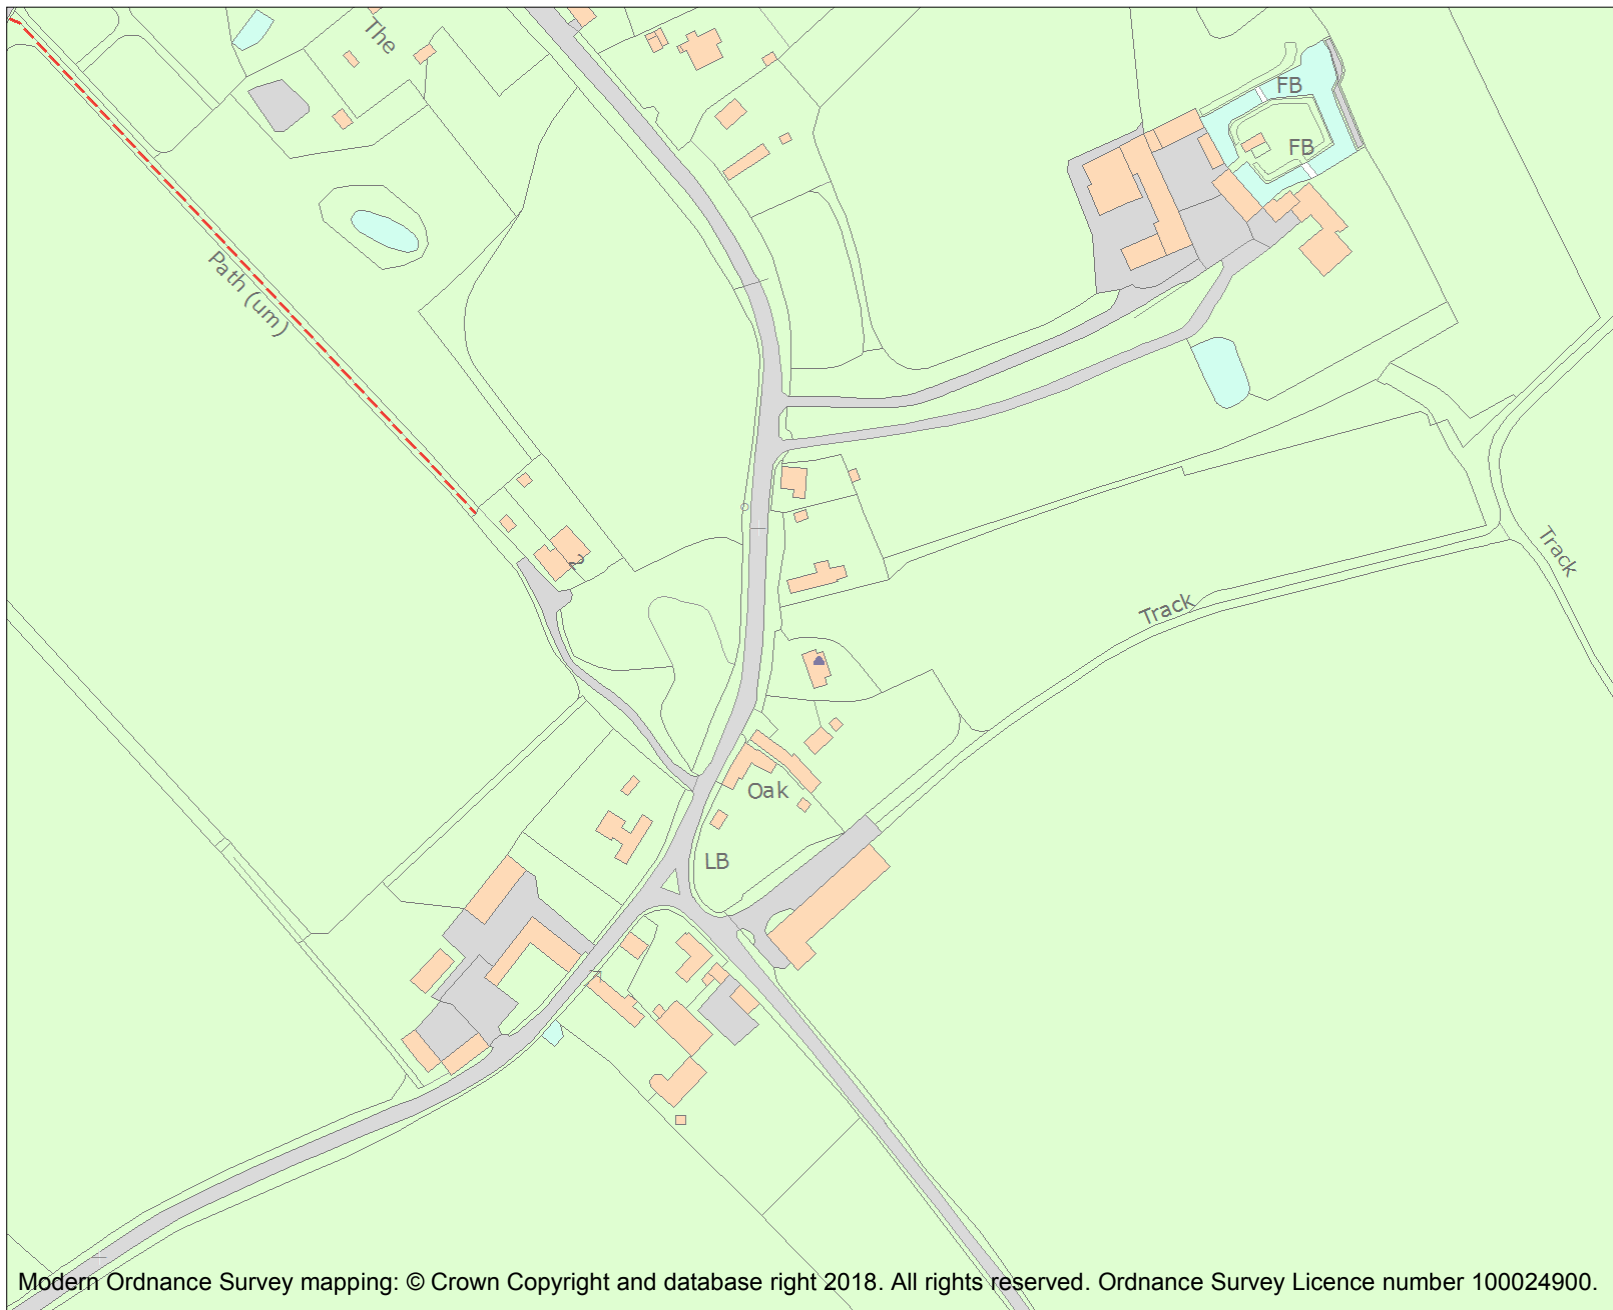 The
FB
FB
Path (um)
2
Track
Track
Oak
LB
Modern Ordnance Survey mapping: © Crown Copyright and database right 2018. All rights reserved. Ordnance Survey Licence number 100024900.